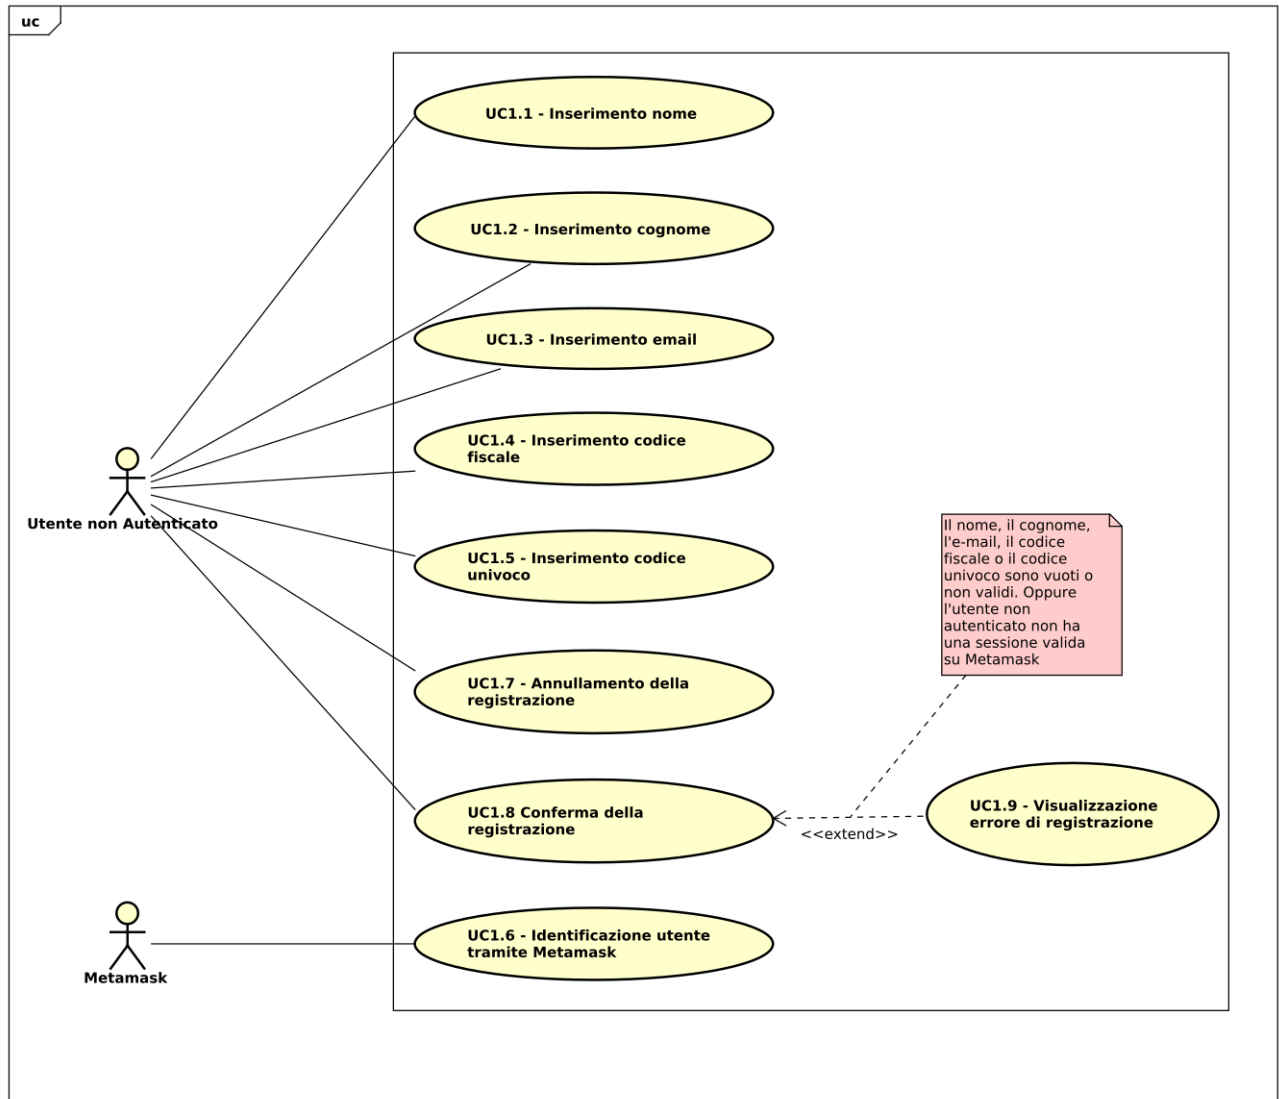 uc
UC1.1 - Inserimento nome
UC1.2 - Inserimento cognome
UC1.3 - Inserimento email
UC1.4 - Inserimento codice
fiscale
Utente non Autenticato
UC1.5 - Inserimento codice
univoco
Il nome, il cognome,
l'e-mail, il codice
fiscale o il codice
univoco sono vuoti o
non validi. Oppure
l'utente non
autenticato non ha
una sessione valida
su Metamask
UC1.7 - Annullamento della
registrazione
UC1.8 Conferma della
registrazione
<<extend>>
UC1.9 - Visualizzazione
errore di registrazione
Metamask
UC1.6 - Identificazione utente
tramite Metamask